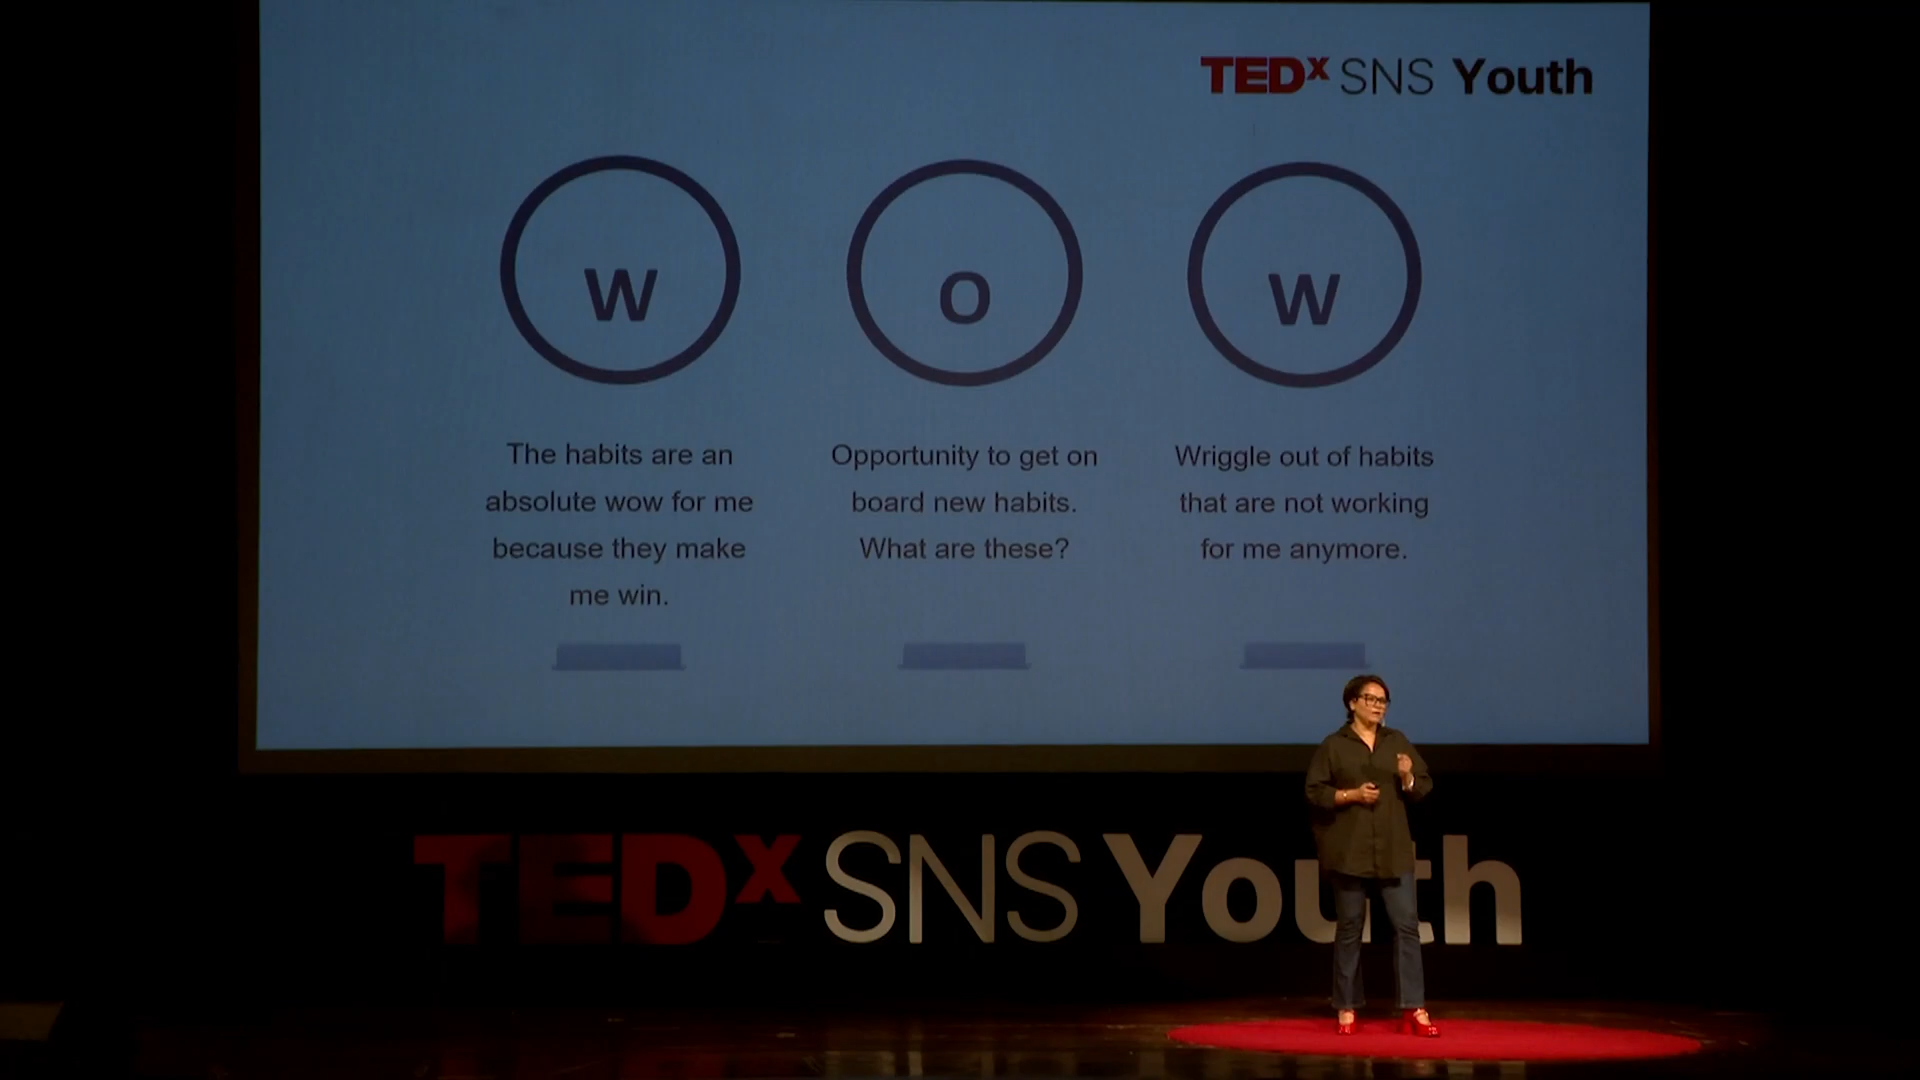 TEDx SNS Youth
W
O
W
The habits are an
absolute wow for me
because they make
me win.
Opportunity to get on
board new habits.
What are these?
Wriggle out of habits
that are not working
for me anymore.
TEDx SNS Youth